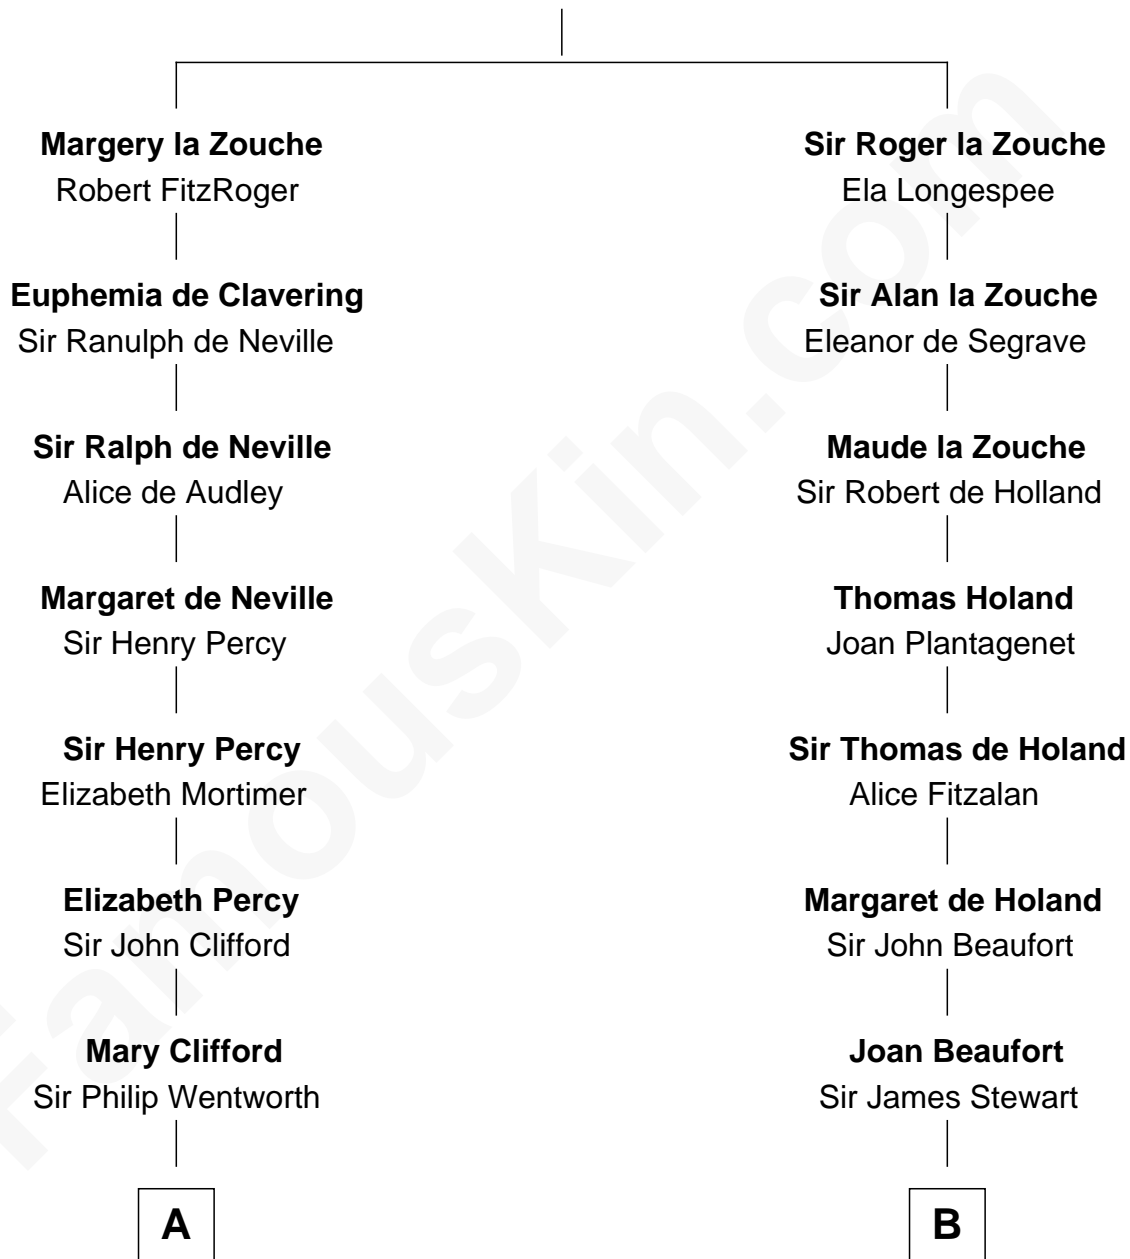 Margery la Zouche
Robert FitzRoger
Euphemia de Clavering
Sir Ranulph de Neville
Sir Ralph de Neville
Alice de Audley
Margaret de Neville
Sir Henry Percy
Sir Henry Percy
Elizabeth Mortimer
Elizabeth Percy
Sir John Clifford
Mary Clifford
Sir Philip Wentworth
A
Sir Roger la Zouche
Ela Longespee
Sir Alan la Zouche
Eleanor de Segrave
Maude la Zouche
Sir Robert de Holland
Thomas Holand
Joan Plantagenet
Sir Thomas de Holand
Alice Fitzalan
Margaret de Holand
Sir John Beaufort
Joan Beaufort
Sir James Stewart
B
FamousKin.com